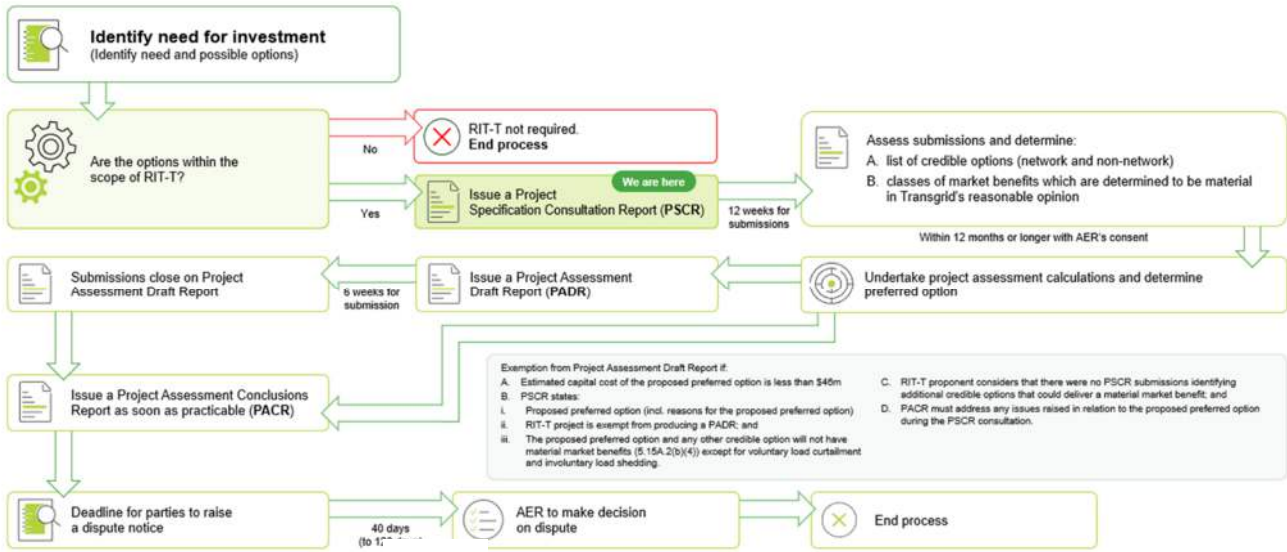 Identify need for investment
(Identify need and possible options)
Are the options within the
scope of RIT-T?
No
RIT-T not required.
End process
Yes
We are here
Issue a Project
Specification Consultation Report (PSCR)
12 weeks for
submissions
Assess submissions and determine:
A. list of credible options (network and non-network)
B. classes of market benefits which are determined to be material
in Transgrid's reasonable opinion
Within 12 months or longer with AER's consent
Undertake project assessment calculations and determine
preferred option
Issue a Project Assessment
Draft Report (PADR)
6 weeks for
submission
Submissions close on Project
Assessment Draft Report
Issue a Project Assessment Conclusions
Report as soon as practicable (PACR)
Exemption from Project Assessment Draft Report if:
A. Estimated capital cost of the proposed preferred option is less than $46m
B. PSCR states:
i. Proposed preferred option (incl. reasons for the proposed preferred option)
ii. RIT-T project is exempt from producing a PADR; and
iii. The proposed preferred option and any other credible option will not have
material market benefits (5.15A.2(b)(4)) except for voluntary load curtailment
and involuntary load shedding.
C. RIT-T proponent considers that there were no PSCR submissions identifying
additional credible options that could deliver a material market benefit; and
D. PACR must address any issues raised in relation to the proposed preferred option
during the PSCR consultation.
Deadline for parties to raise
a dispute notice
40 days
(to
AER to make decision
on dispute
End process